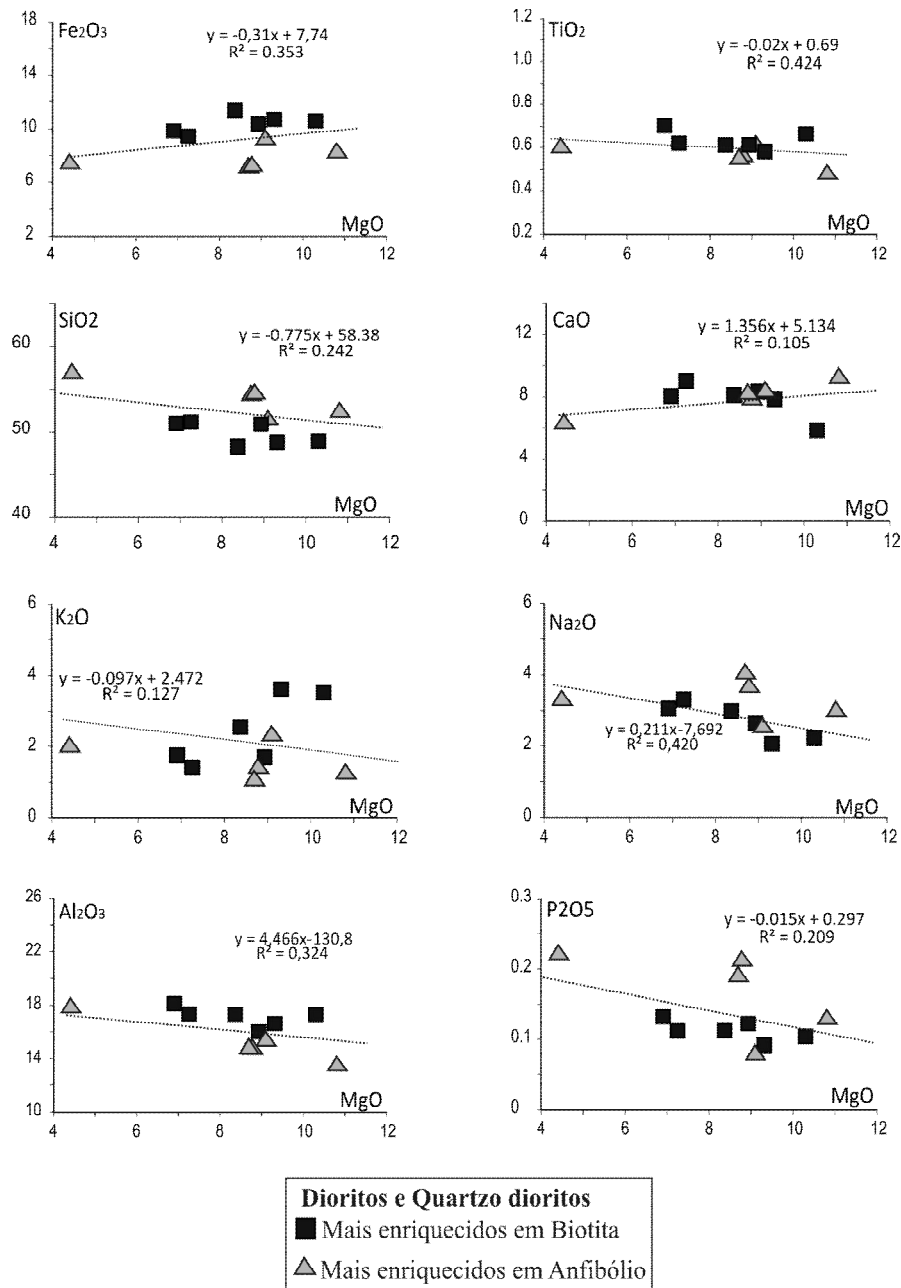 Fe₂O₃
y = -0,31x + 7,74
R² = 0.353
18
14
10
6
2
MgO
4 6 8 10 12
TiO₂
y = -0.02x + 0.69
R² = 0.424
1.2
1.0
0.8
0.6
0.4
0.2
MgO
4 6 8 10 12
SiO2
y = -0.775x + 58.38
R² = 0.242
60
50
40
MgO
4 6 8 10 12
CaO
y = 1.356x + 5.134
R² = 0.105
12
8
4
0
MgO
4 6 8 10 12
K₂O
y = -0.097x + 2.472
R² = 0.127
6
4
2
0
MgO
4 6 8 10 12
Na₂O
y = 0,211x-7,692
R² = 0,420
6
4
2
0
MgO
4 6 8 10 12
Al₂O₃
y = 4,466x-130,8
R² = 0,324
26
22
18
14
10
MgO
4 6 8 10 12
P2O5
y = -0.015x + 0.297
R² = 0.209
0.3
0.2
0.1
0
MgO
4 6 8 10 12
Dioritos e Quartzo dioritos
Mais enriquecidos em Biotita
Mais enriquecidos em Anfibólio